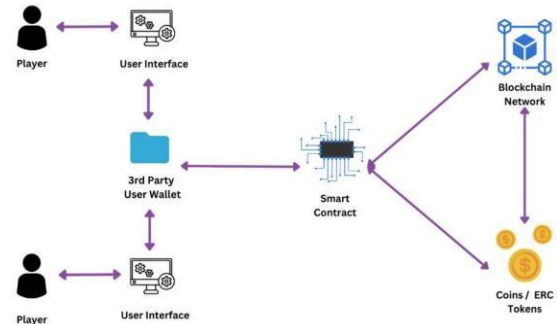 Player
User Interface
Blockchain
Network
3rd Party
User Wallet
Smart
Contract
Coins / ERC
Tokens
Player
User Interface